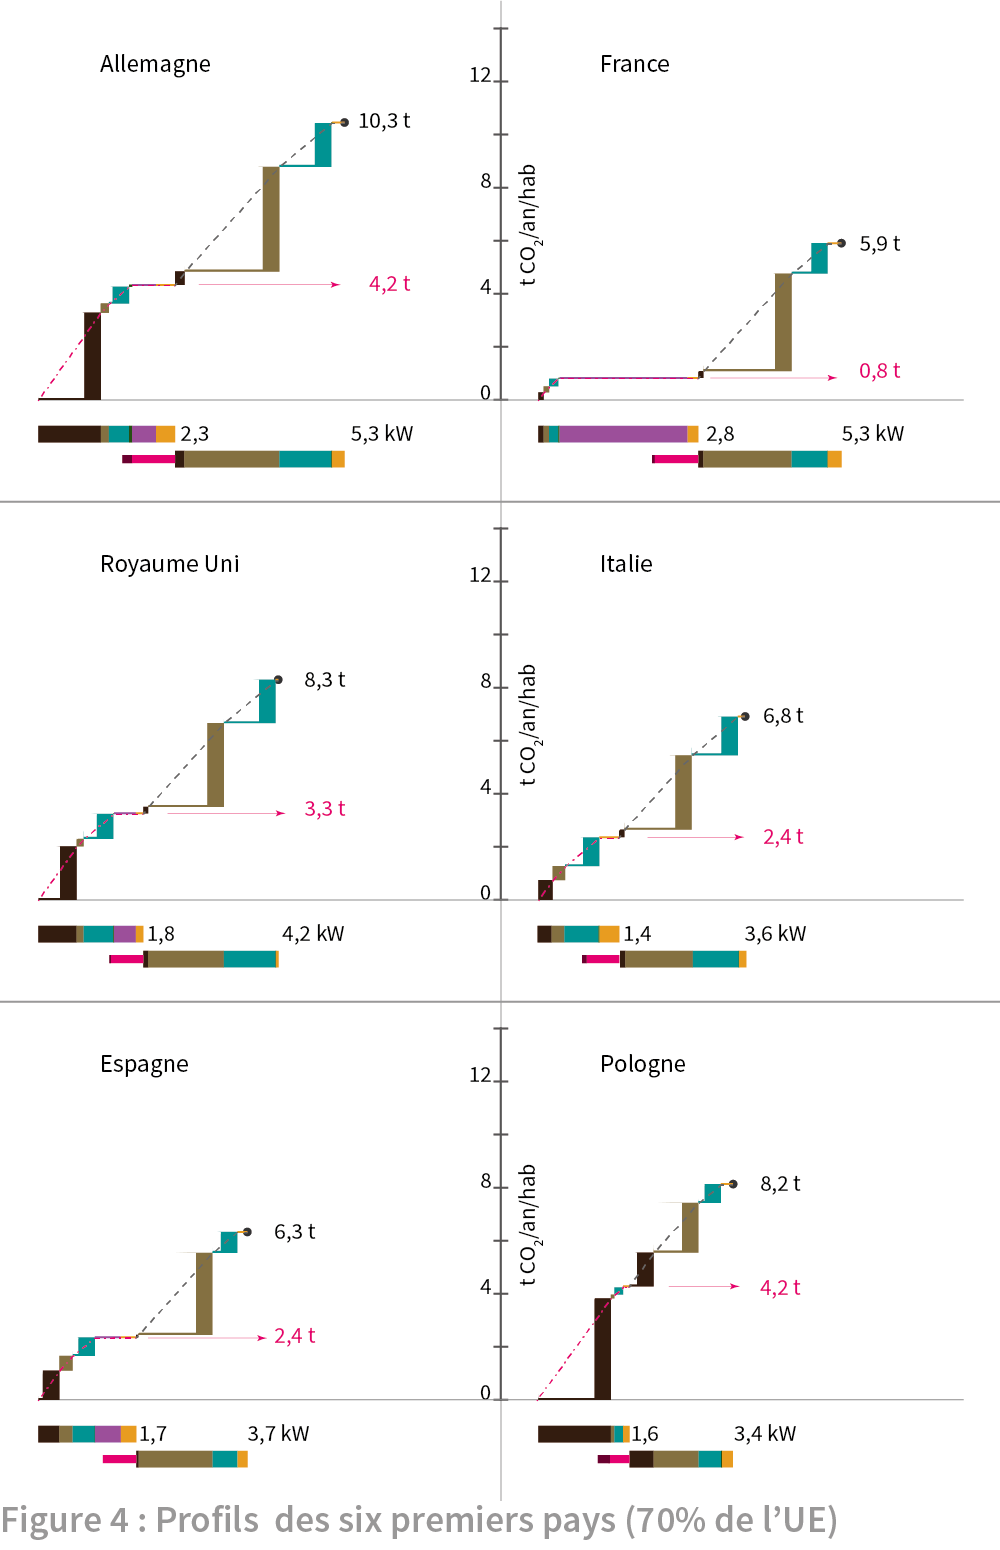 Allemagne
12
10,3 t
8
t CO2/an/hab
4,2 t
4
0
2,3
5,3 kW
France
5,9 t
0,8 t
2,8
5,3 kW
Royaume Uni
12
8,3 t
8
t CO2/an/hab
3,3 t
4
0
1,8
4,2 kW
Italie
6,8 t
2,4 t
1,4
3,6 kW
Espagne
12
8
t CO2/an/hab
6,3 t
4
2,4 t
0
1,7
3,7 kW
Pologne
8,2 t
4,2 t
1,6
3,4 kW
Figure 4 : Profils des six premiers pays (70% de l’UE)